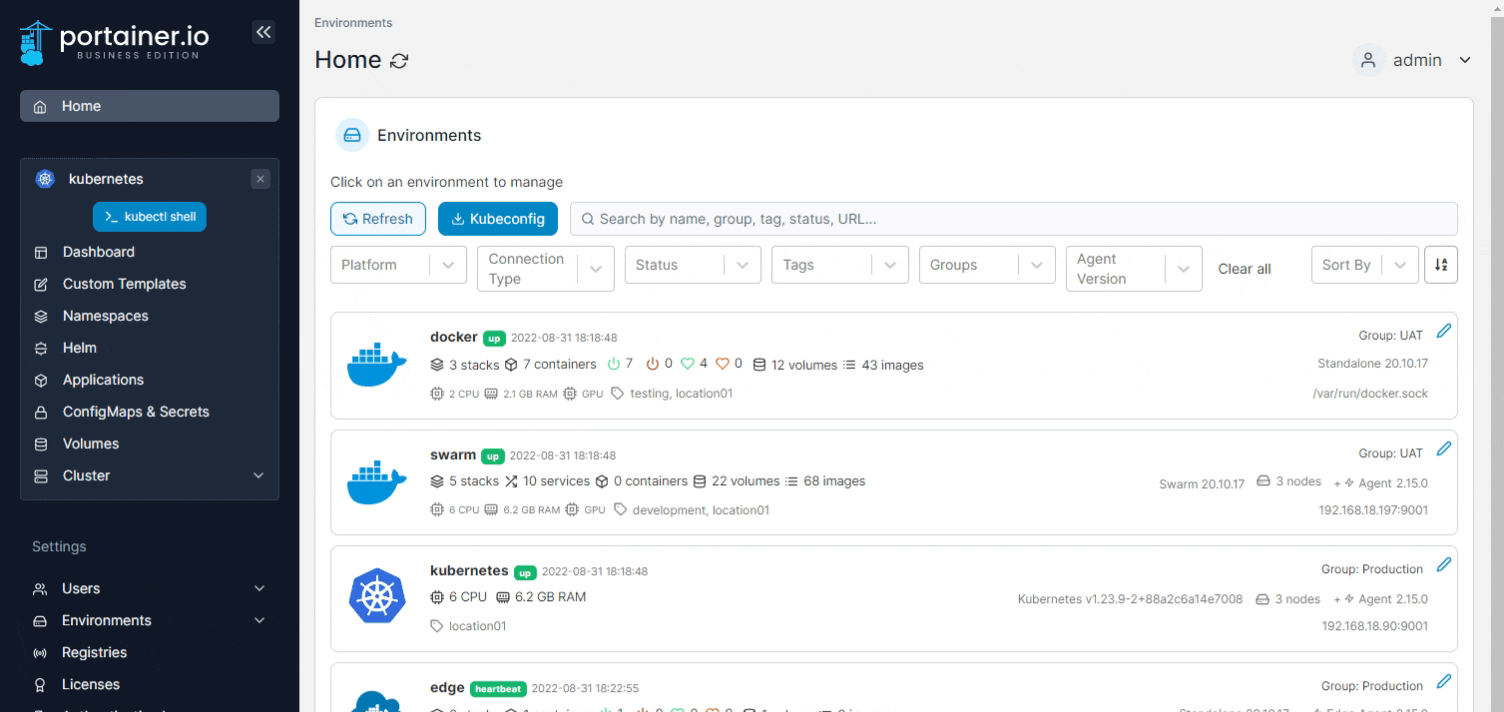 portainer.io
BUSINESS EDITION
Home
kubernetes
kubectl shell
Dashboard
Custom Templates
Namespaces
Helm
Applications
ConfigMaps & Secrets
Volumes
Cluster
Settings
Users
Environments
Registries
Licenses
Environments
Home
admin
Environments
Click on an environment to manage
Refresh
Kubeconfig
Search by name, group, tag, status, URL...
Platform
Connection
Type
Status
Tags
Groups
Agent
Version
Clear all
Sort By
docker up 2022-08-31 18:18:48
Group: UAT
3 stacks 7 containers 7 0 4 0 12 volumes 43 images
Standalone 20.10.17
2 CPU 2.1 GB RAM GPU testing, location01
/var/run/docker.sock
swarm up 2022-08-31 18:18:48
Group: UAT
5 stacks 10 services 0 containers 22 volumes 68 images
Swarm 20.10.17 3 nodes + Agent 2.15.0
6 CPU 6.2 GB RAM GPU development, location01
192.168.18.197:9001
kubernetes up 2022-08-31 18:18:48
Group: Production
6 CPU 6.2 GB RAM
Kubernetes v1.23.9-2+88a2c6a14e7008 3 nodes + Agent 2.15.0
location01
192.168.18.90:9001
edge heartbeat 2022-08-31 18:22:55
Group: Production